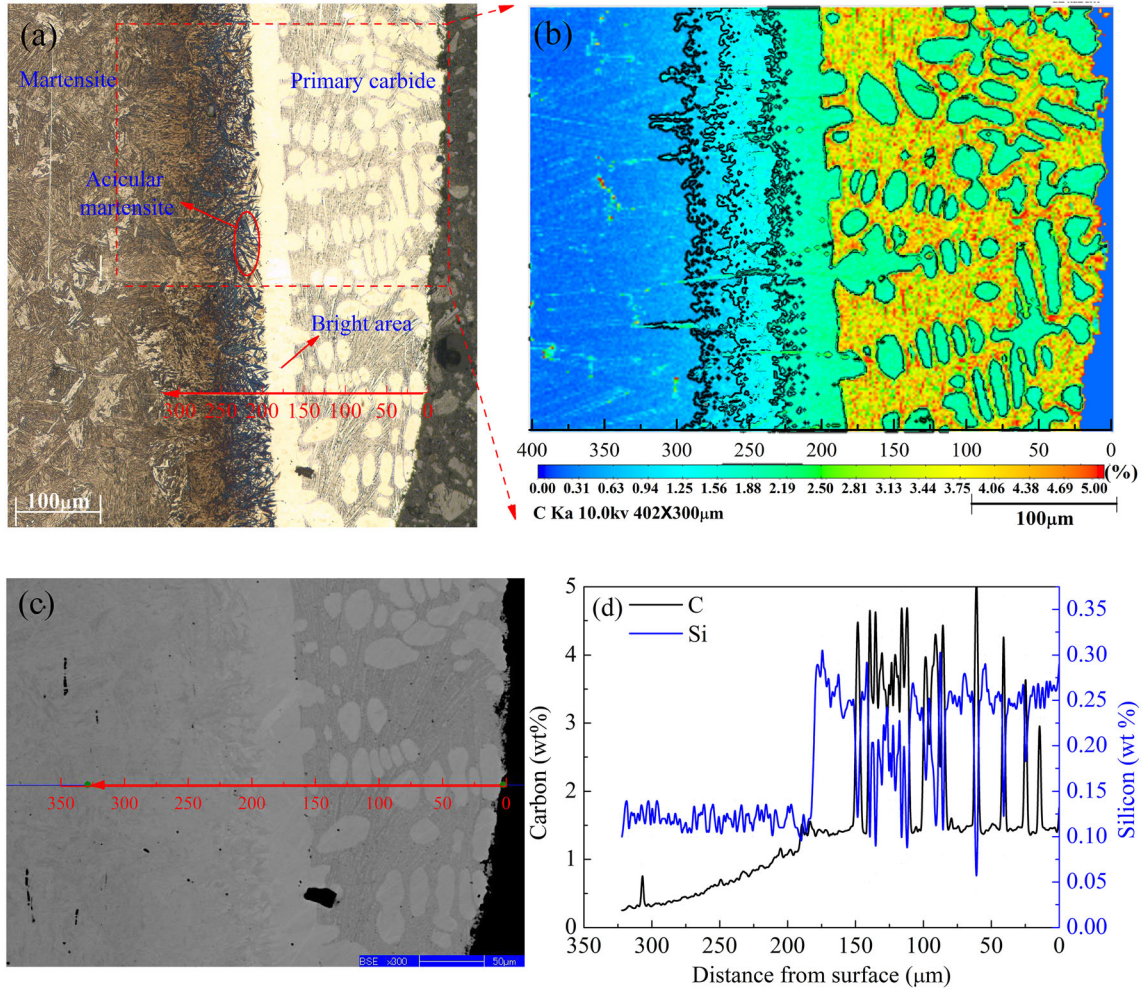 (a)
Martensite
Primary carbide
Acicular
martensite
Bright area
300 250 200 150 100 50 0
100μm
(b)
400 350 300 250 200 150 100 50 0
(%)
0.00 0.31 0.63 0.94 1.25 1.56 1.88 2.19 2.50 2.81 3.13 3.44 3.75 4.06 4.38 4.69 5.00
C Ka 10.0kv 402X300μm
100μm
(c)
350 300 250 200 150 100 50 0
BSE x300 50μm
(d)
C
Si
5
4
3
2
1
0
Carbon (wt%)
0.35
0.30
0.25
0.20
0.15
0.10
0.05
0.00
Silicon (wt %)
350 300 250 200 150 100 50 0
Distance from surface (μm)